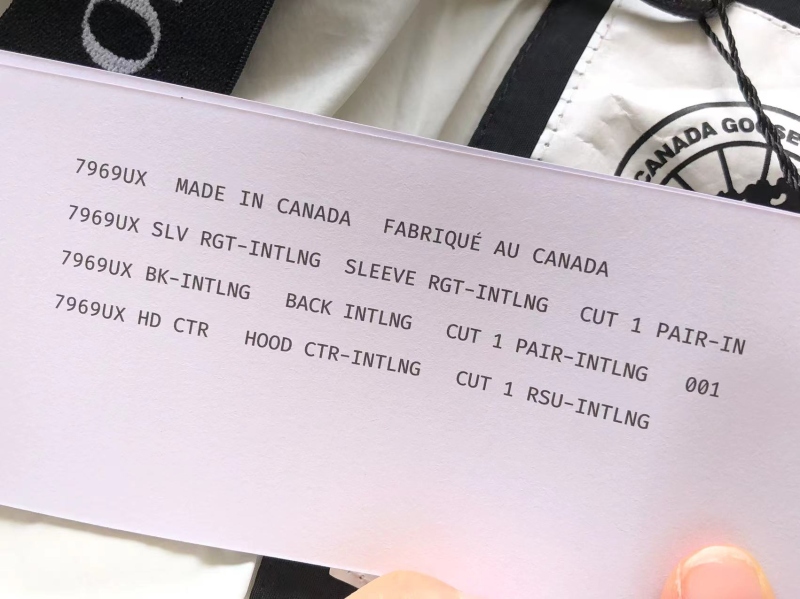 7969UX MADE IN CANADA FABRIQUÉ AU CANADA
7969UX SLV RGT-INTLNG SLEEVE RGT-INTLNG CUT 1 PAIR-IN
7969UX BK-INTLNG BACK INTLNG CUT 1 PAIR-INTLNG 001
7969UX HD CTR HOOD CTR-INTLNG CUT 1 RSU-INTLNG
CANADA GOOSE